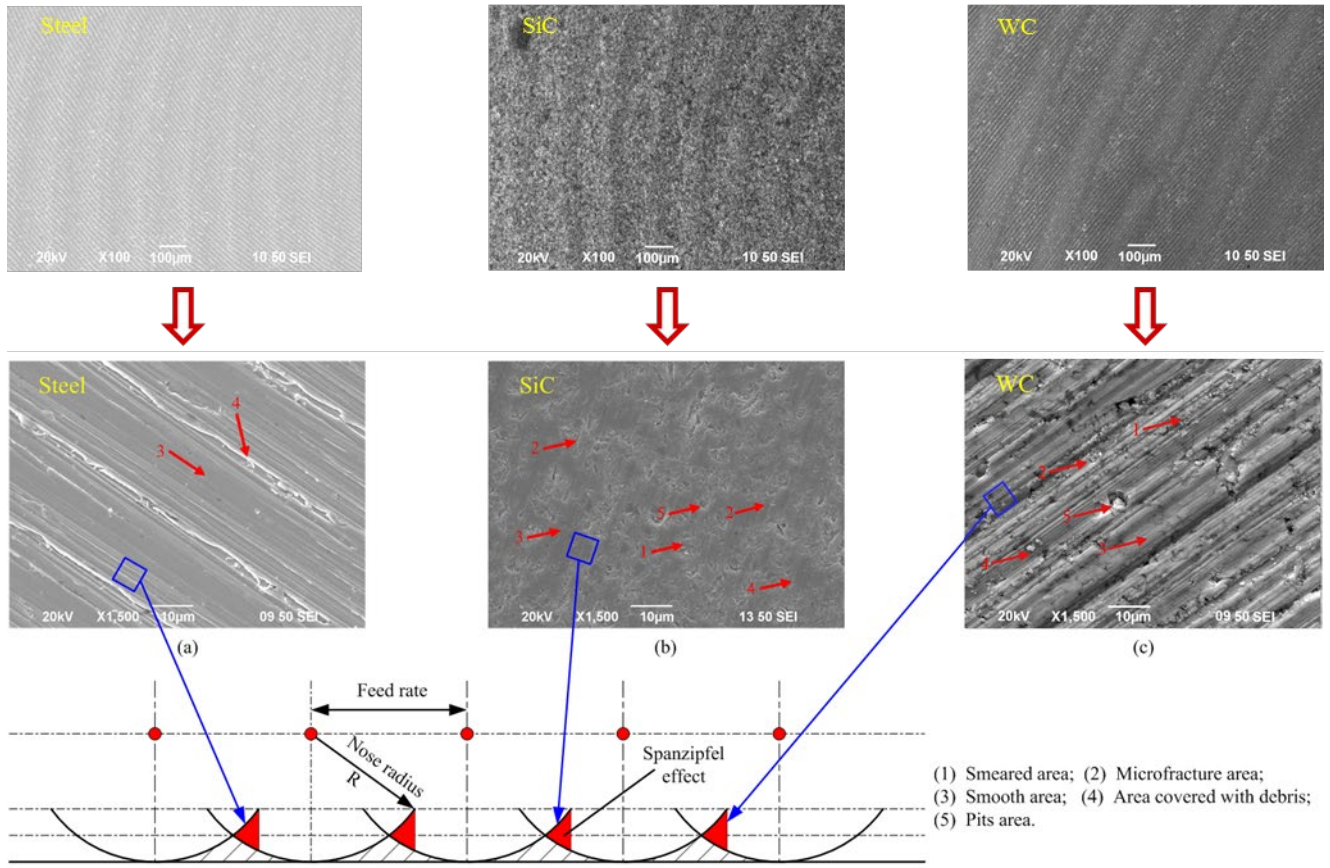 Steel
SiC
WC
20kV X100 100μm 10 50 SEI
20kV X100 100μm 10 50 SEI
20kV X100 100μm 10 50 SEI
Steel
SiC
WC
4
3
2
5
2
3
1
4
1
2
5
3
4
20kV X1,500 10μm 09 50 SEI
20kV X1,500 10μm 13 50 SEI
20kV X1,500 10μm 09 50 SEI
(a)
(b)
(c)
Feed rate
Nose radius
R
Spanzipfel
effect
(1) Smeared area; (2) Microfracture area;
(3) Smooth area; (4) Area covered with debris;
(5) Pits area.